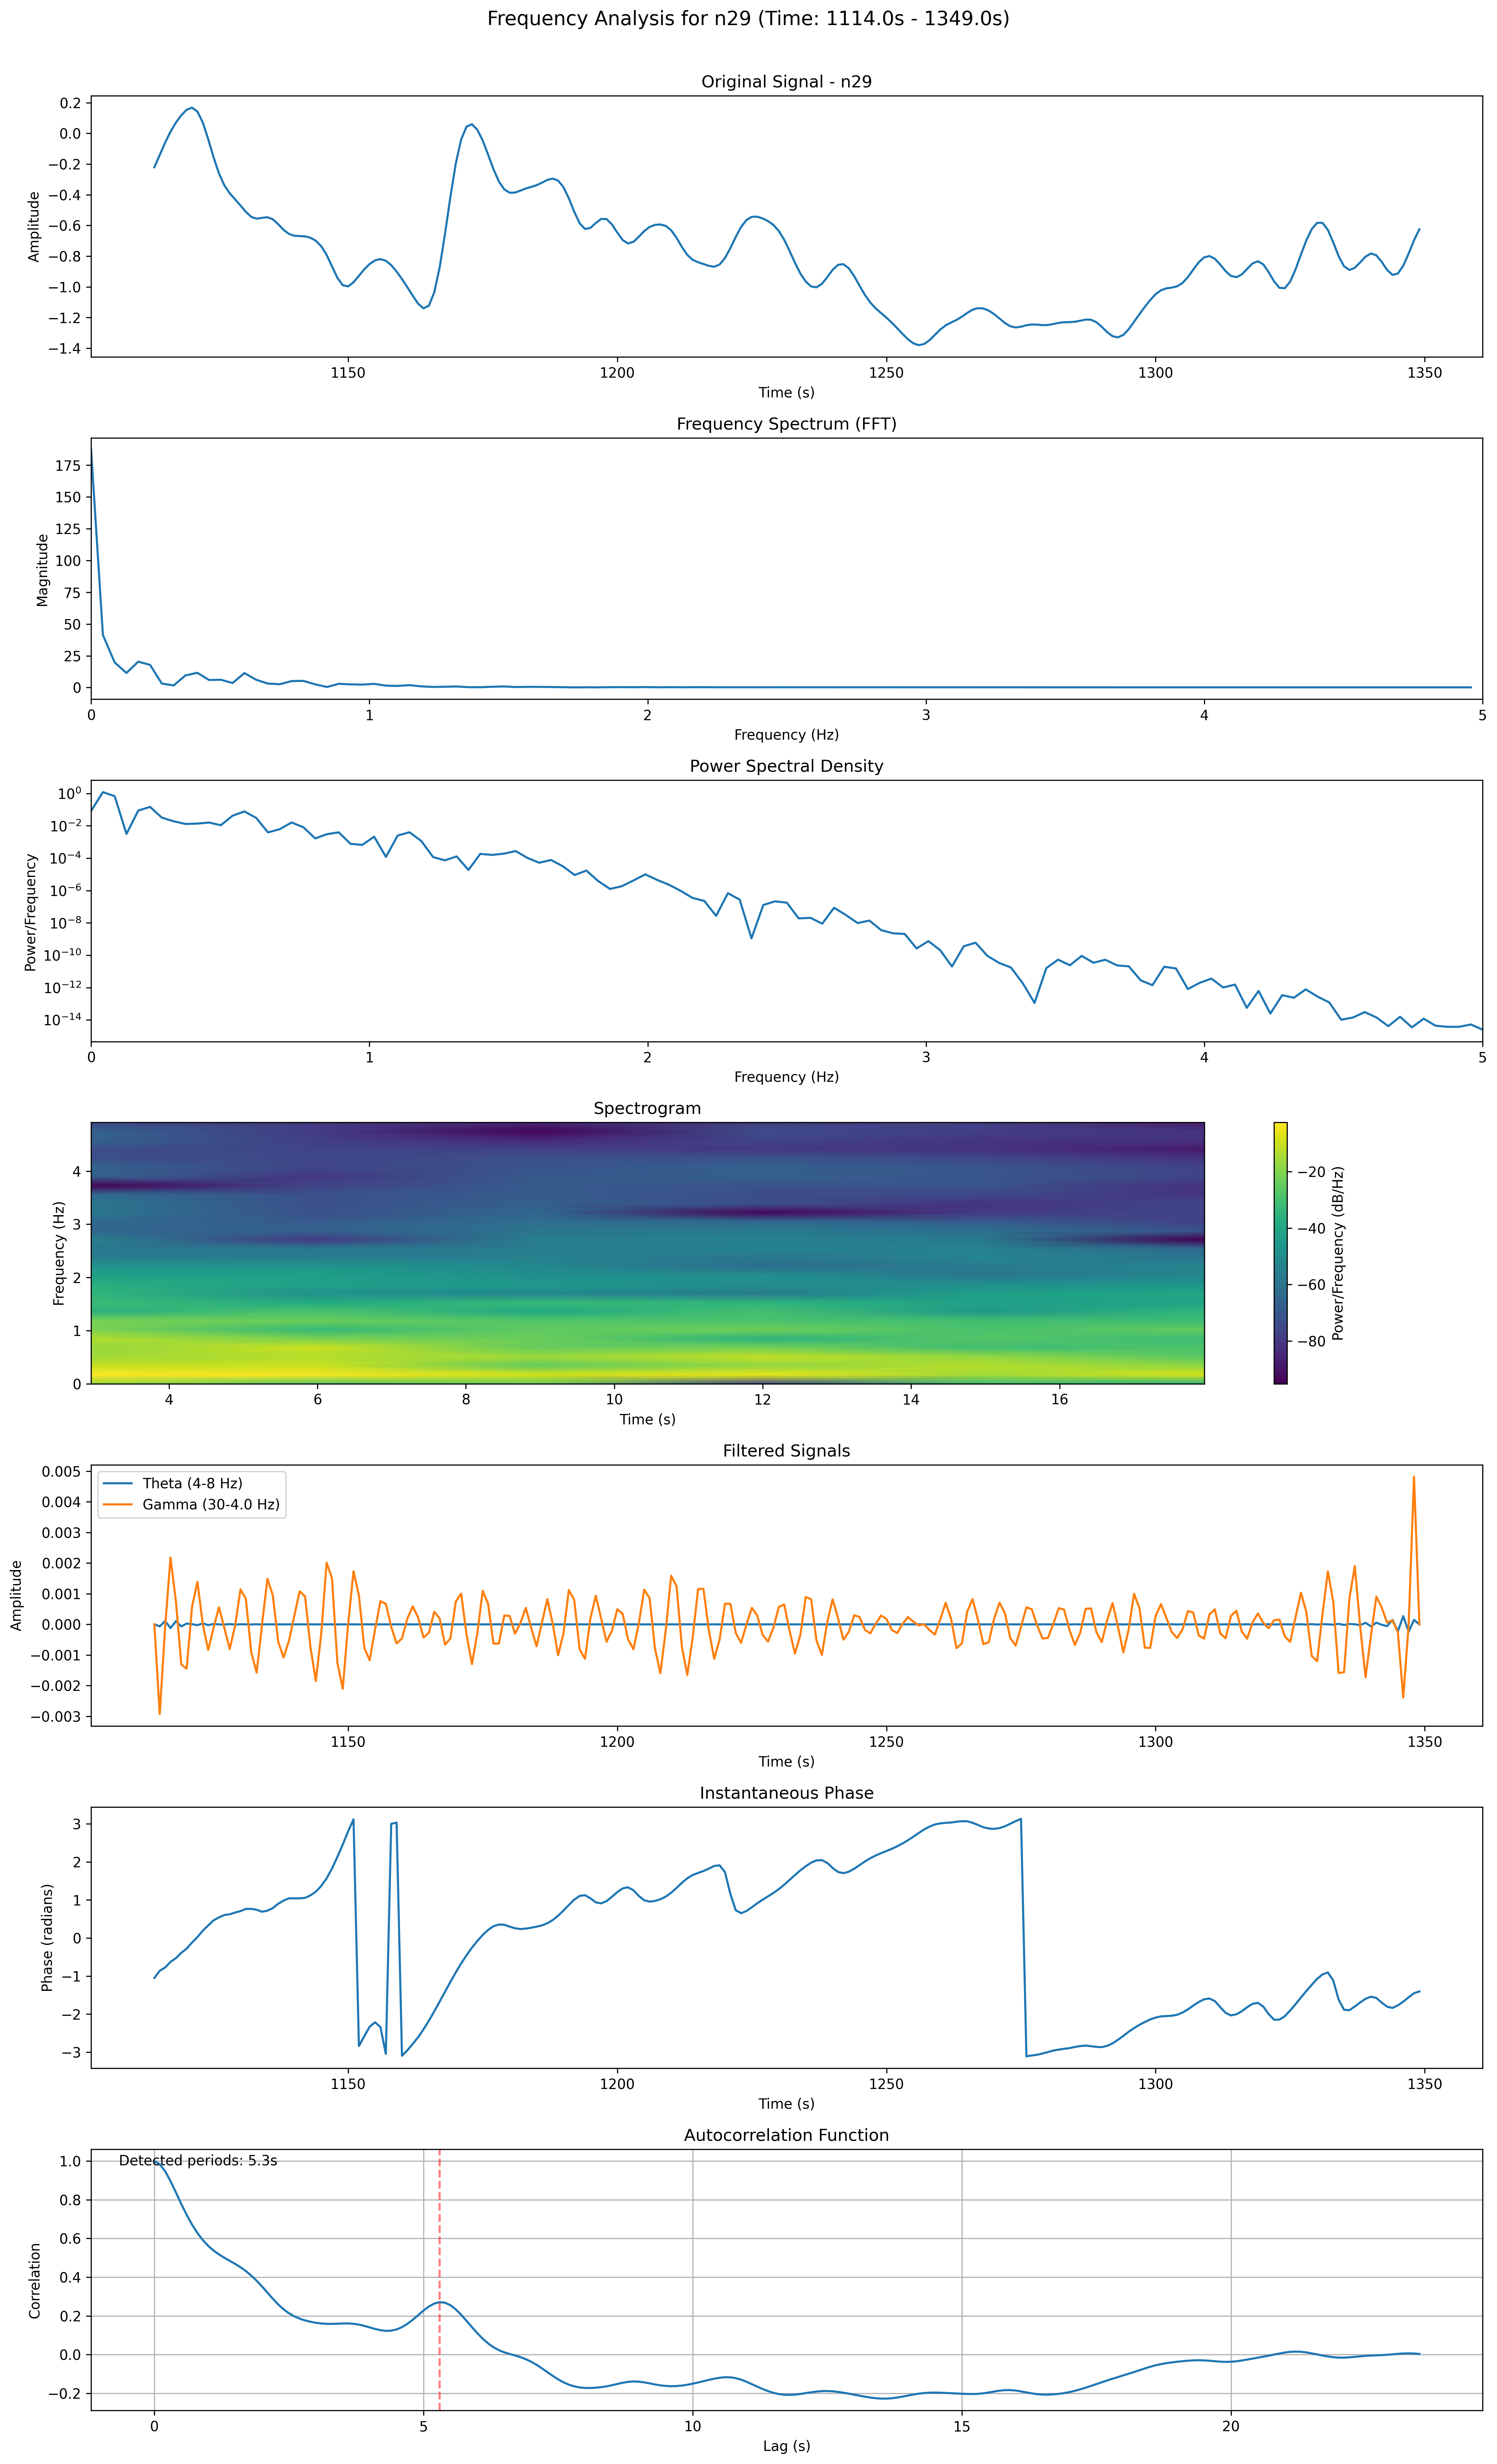 Frequency Analysis for n29 (Time: 1114.0s - 1349.0s)
Original Signal - n29
0.2
0.0
−0.2
−0.4
−0.6
−0.8
−1.0
−1.2
−1.4
Amplitude
1150 1200 1250 1300 1350
Time (s)
Frequency Spectrum (FFT)
175
150
125
100
75
50
25
0
Magnitude
0 1 2 3 4 5
Frequency (Hz)
Power Spectral Density
10⁰
10⁻²
10⁻⁴
10⁻⁶
10⁻⁸
10⁻¹⁰
10⁻¹²
10⁻¹⁴
Power/Frequency
0 1 2 3 4 5
Frequency (Hz)
Spectrogram
4
3
2
1
0
Frequency (Hz)
4 6 8 10 12 14 16
Time (s)
−20
−40
−60
−80
Power/Frequency (dB/Hz)
Filtered Signals
Theta (4-8 Hz)
Gamma (30-4.0 Hz)
0.005
0.004
0.003
0.002
0.001
0.000
−0.001
−0.002
−0.003
Amplitude
1150 1200 1250 1300 1350
Time (s)
Instantaneous Phase
3
2
1
0
−1
−2
−3
Phase (radians)
1150 1200 1250 1300 1350
Time (s)
Autocorrelation Function
Detected periods: 5.3s
1.0
0.8
0.6
0.4
0.2
0.0
−0.2
Correlation
0 5 10 15 20
Lag (s)